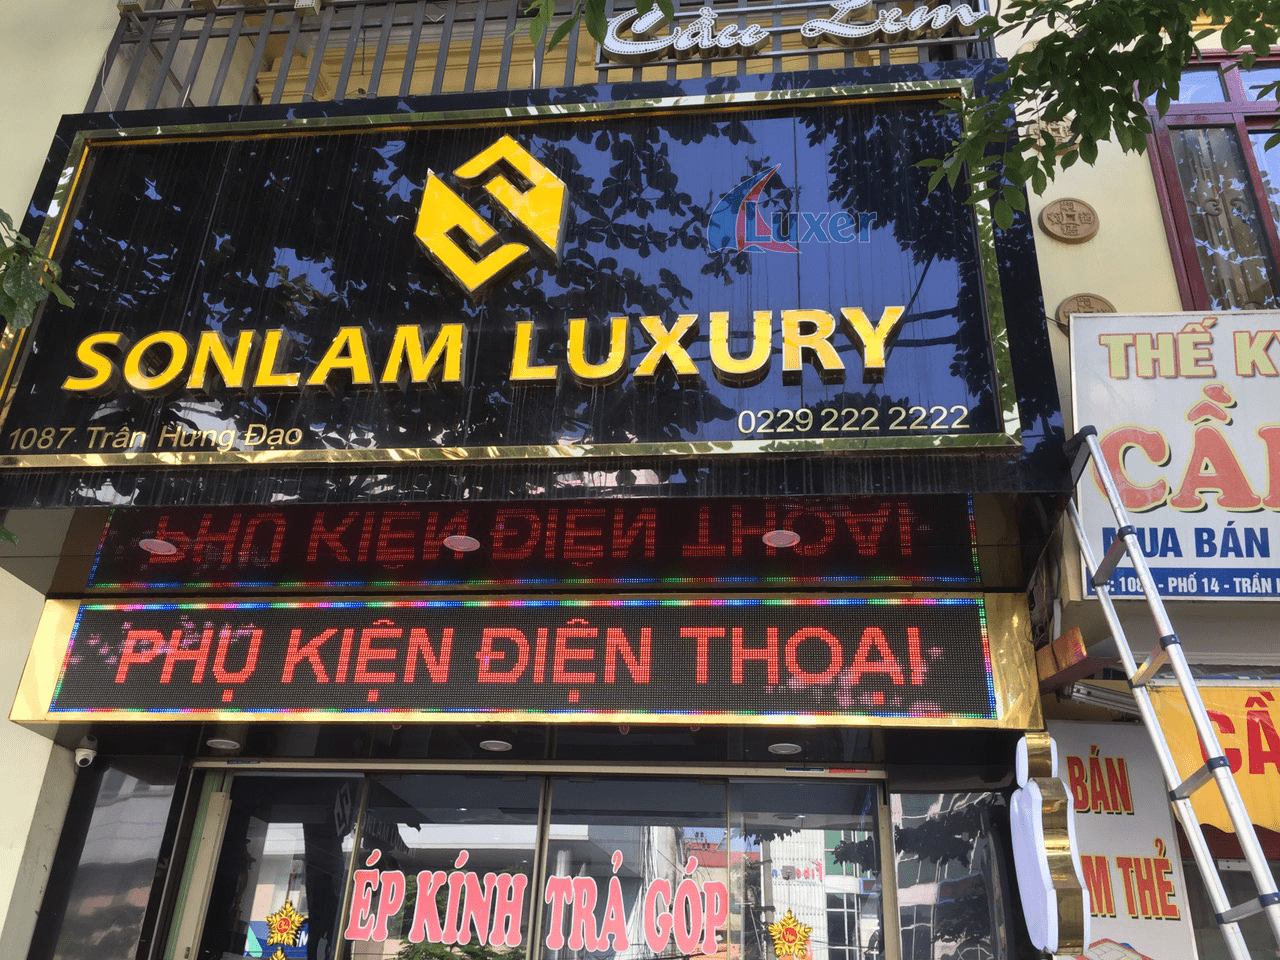 Cầu Lum
Luxer
SONLAM LUXURY
1087 Trần Hưng Đạo
0229 222 2222
PHỤ KIỆN ĐIỆN THOẠI
PHỤ KIỆN ĐIỆN THOẠI
ÉP KÍNH TRẢ GÓP
THẾ K
CẦ
MUA BÁN
- PHỐ 14 - TRẦN
CẦ
BÁN
M THẺ